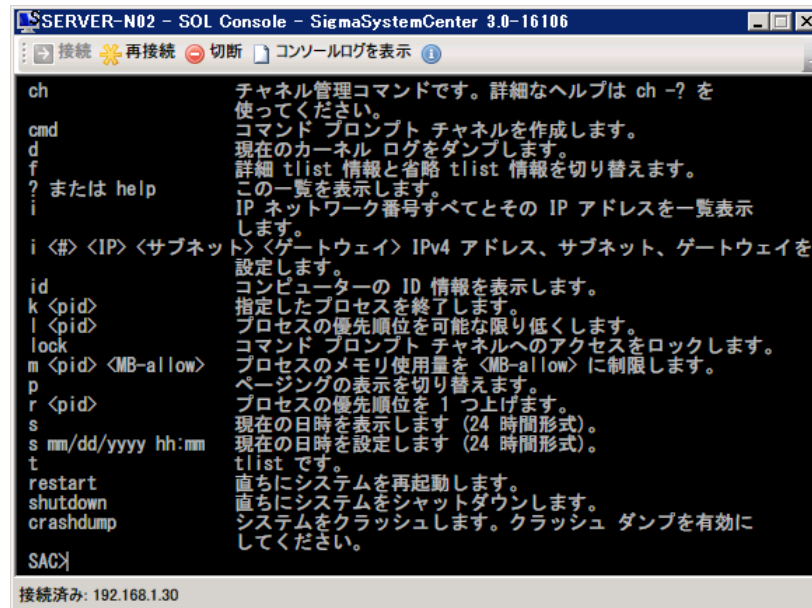 SERVER-N02 - SOL Console - SigmaSystemCenter 3.0-16106
接続 再接続 切断 コンソールログを表示
ch チャネル管理コマンドです。詳細なヘルプは ch -? を
使ってください。
cmd コマンド プロンプト チャネルを作成します。
d 現在のカーネル ログをダンプします。
f 詳細 tlist 情報と省略 tlist 情報を切り替えます。
? または help この一覧を表示します。
i IP ネットワーク番号すべてとその IP アドレスを一覧表示
します。
i <#> <IP> <サブネット> <ゲートウェイ> IPv4 アドレス、サブネット、ゲートウェイを
設定します。
id コンピューターの ID 情報を表示します。
k <pid> 指定したプロセスを終了します。
l <pid> プロセスの優先順位を可能な限り低くします。
lock コマンド プロンプト チャネルへのアクセスをロックします。
m <pid> <MB-allow> プロセスのメモリ使用量を <MB-allow> に制限します。
p ページングの表示を切り替えます。
r <pid> プロセスの優先順位を 1 つ上げます。
s 現在の日時を表示します (24 時間形式)。
s mm/dd/yyyy hh:mm 現在の日時を設定します (24 時間形式)。
t tlist です。
restart 直ちにシステムを再起動します。
shutdown 直ちにシステムをシャットダウンします。
crashdump システムをクラッシュします。クラッシュ ダンプを有効に
してください。
SAC>
接続済み: 192.168.1.30